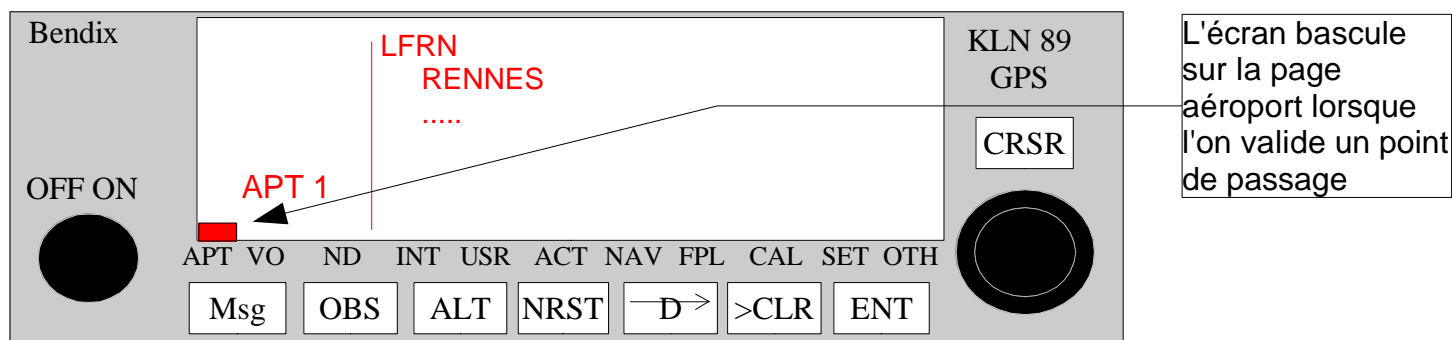 Bendix
LFRN
RENNES
.....
APT 1
KLN 89
GPS
CRSR
OFF ON
APT VO ND INT USR ACT NAV FPL CAL SET OTH
Msg OBS ALT NRST D >CLR ENT
L'écran bascule
sur la page
aéroport lorsque
l'on valide un point
de passage